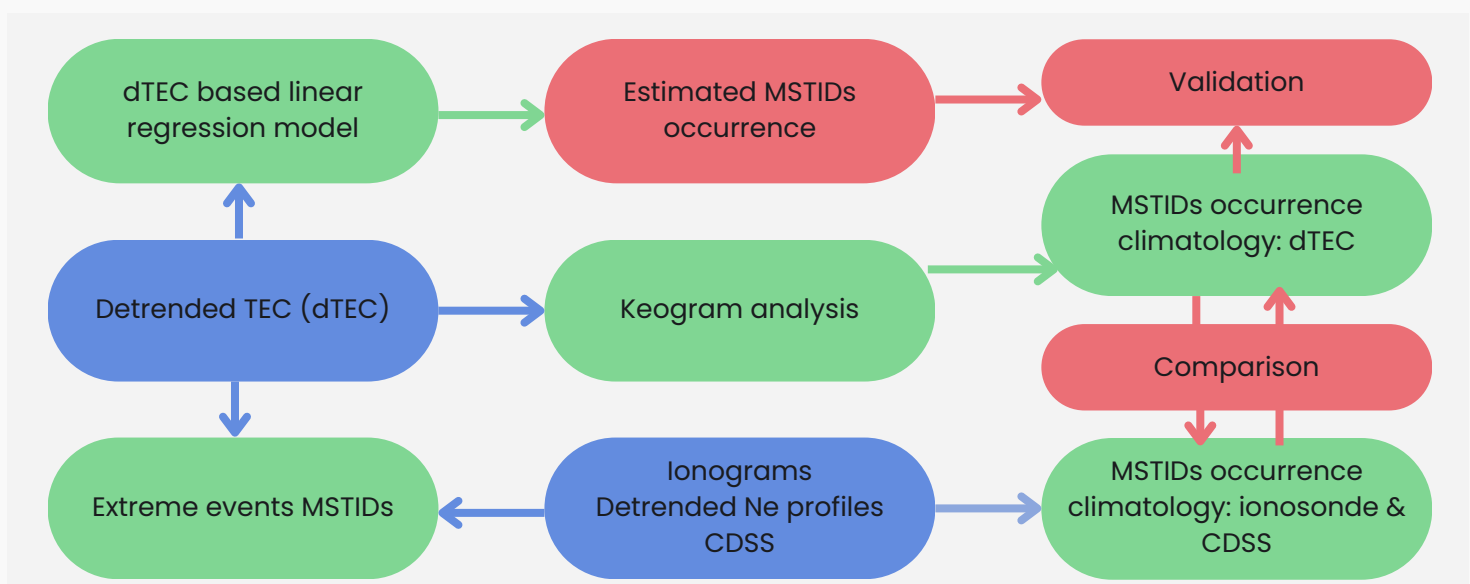 dTEC based linear
regression model
Estimated MSTIDs
occurrence
Validation
MSTIDs occurrence
climatology: dTEC
Detrended TEC (dTEC)
Keogram analysis
Comparison
Extreme events MSTIDs
Ionograms
Detrended Ne profiles
CDSS
MSTIDs occurrence
climatology: ionosonde &
CDSS